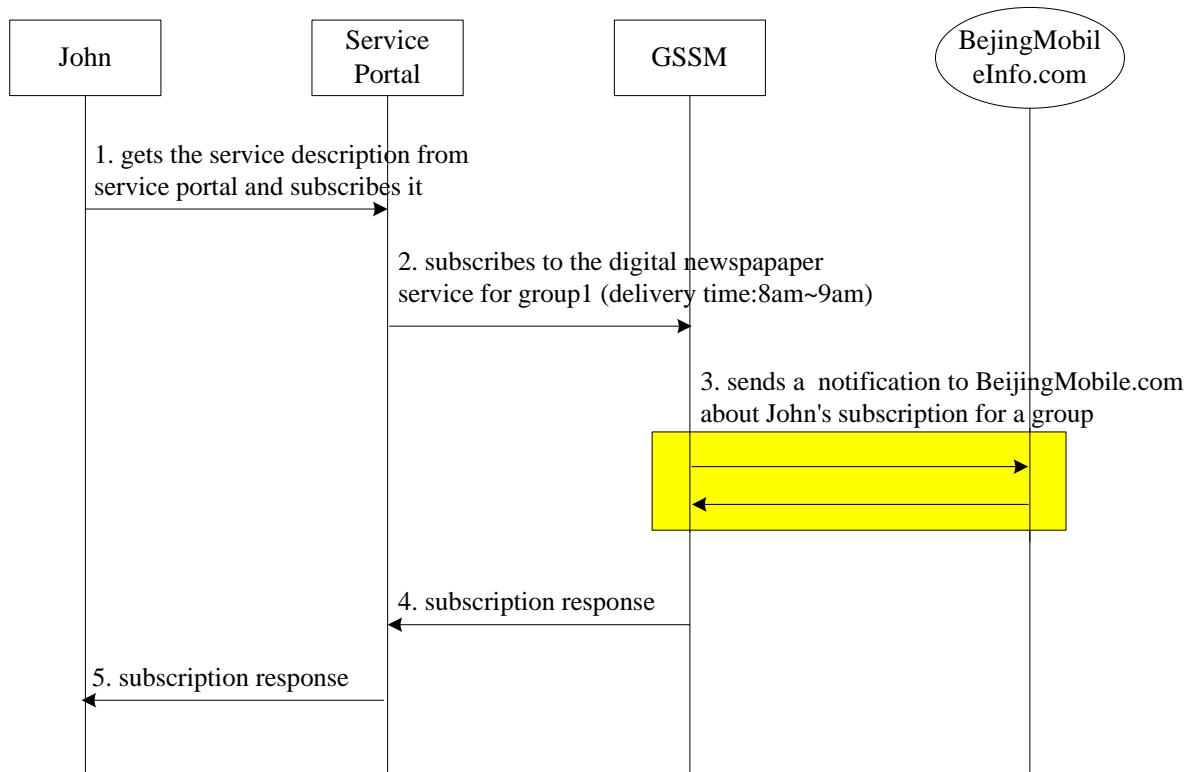 John
Service
Portal
GSSM
BejingMobil
eInfo.com
1. gets the service description from
service portal and subscribes it
2. subscribes to the digital newspapaper
service for group1 (delivery time:8am~9am)
3. sends a  notification to BeijingMobile.com
about John's subscription for a group
4. subscription response
5. subscription response